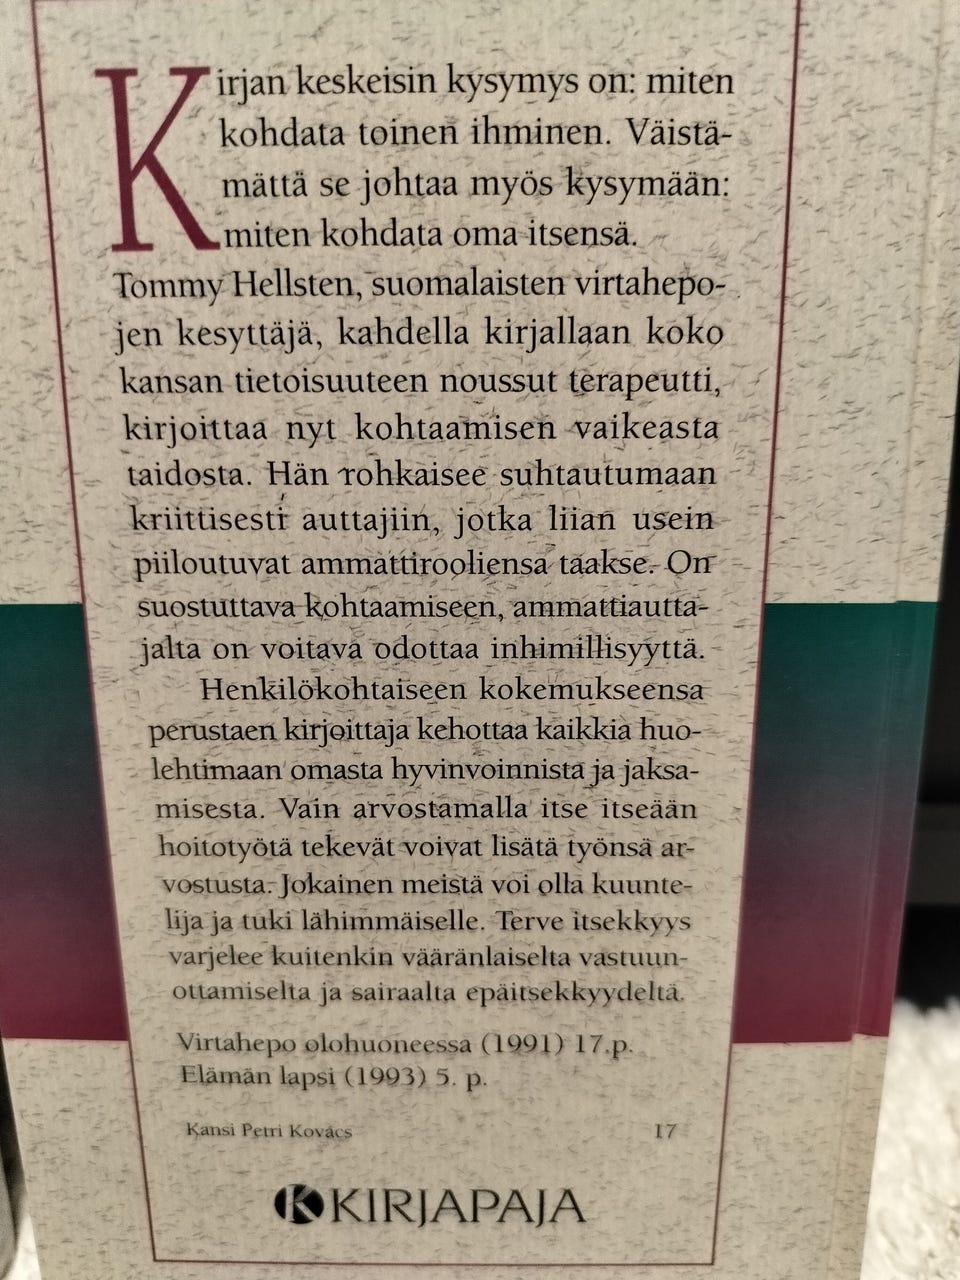 Kirjan keskeisin kysymys on: miten
kohdata toinen ihminen. Väistä-
mättä se johtaa myös kysymään:
miten kohdata oma itsensä.
Tommy Hellsten, suomalaisten virtahepo-
jen kesyttäjä, kahdella kirjallaan koko
kansan tietoisuuteen noussut terapeutti,
kirjoittaa nyt kohtaamisen vaikeasta
taidosta. Hän rohkaisee suhtautumaan
kriittisesti auttajiin, jotka liian usein
piiloutuvat ammattirooliensa taakse. On
suostuttava kohtaamiseen, ammattiautta-
jalta on voitava odottaa inhimillisyyttä.
Henkilökohtaiseen kokemukseensa
perustaen kirjoittaja kehottaa kaikkia huo-
lehtimaan omasta hyvinvoinnista ja jaksa-
misesta. Vain arvostamalla itse itseään
hoitotyötä tekevät voivat lisätä työnsä ar-
vostusta. Jokainen meistä voi olla kuunte-
lija ja tuki lähimmäiselle. Terve itsekkyys
varjelee kuitenkin vääränlaiselta vastuun-
ottamiselta ja sairaalta epäitsekkyydeltä.
Virtahepo olohuoneessa (1991) 17.p.
Elämän lapsi (1993) 5. p.
Kansi Petri Kovács 17
KIRJAPAJA